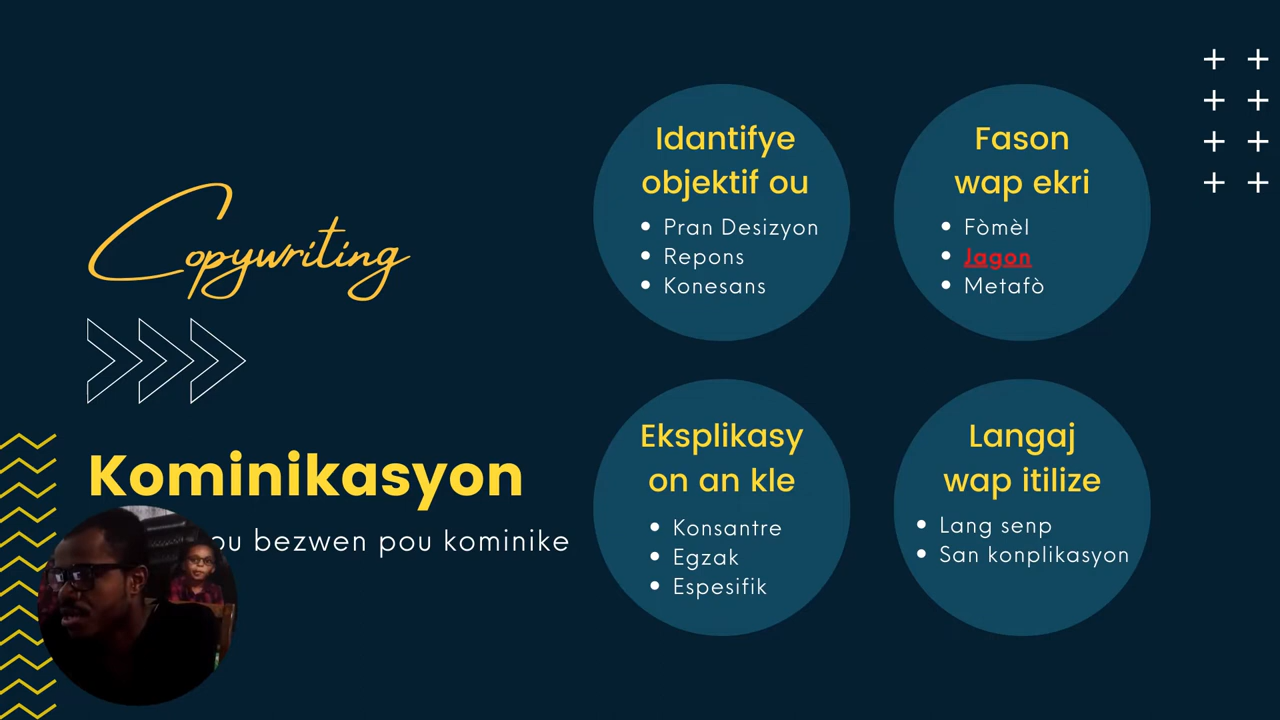 Copywriting
Kominikasyon
ou bezwen pou kominike
Idantifye
objektif ou
Pran Desizyon
Repons
Konesans
Fason
wap ekri
Fòmèl
Jagon
Metafò
Eksplikasy
on an kle
Konsantre
Egzak
Espesifik
Langaj
wap itilize
Lang senp
San konplikasyon